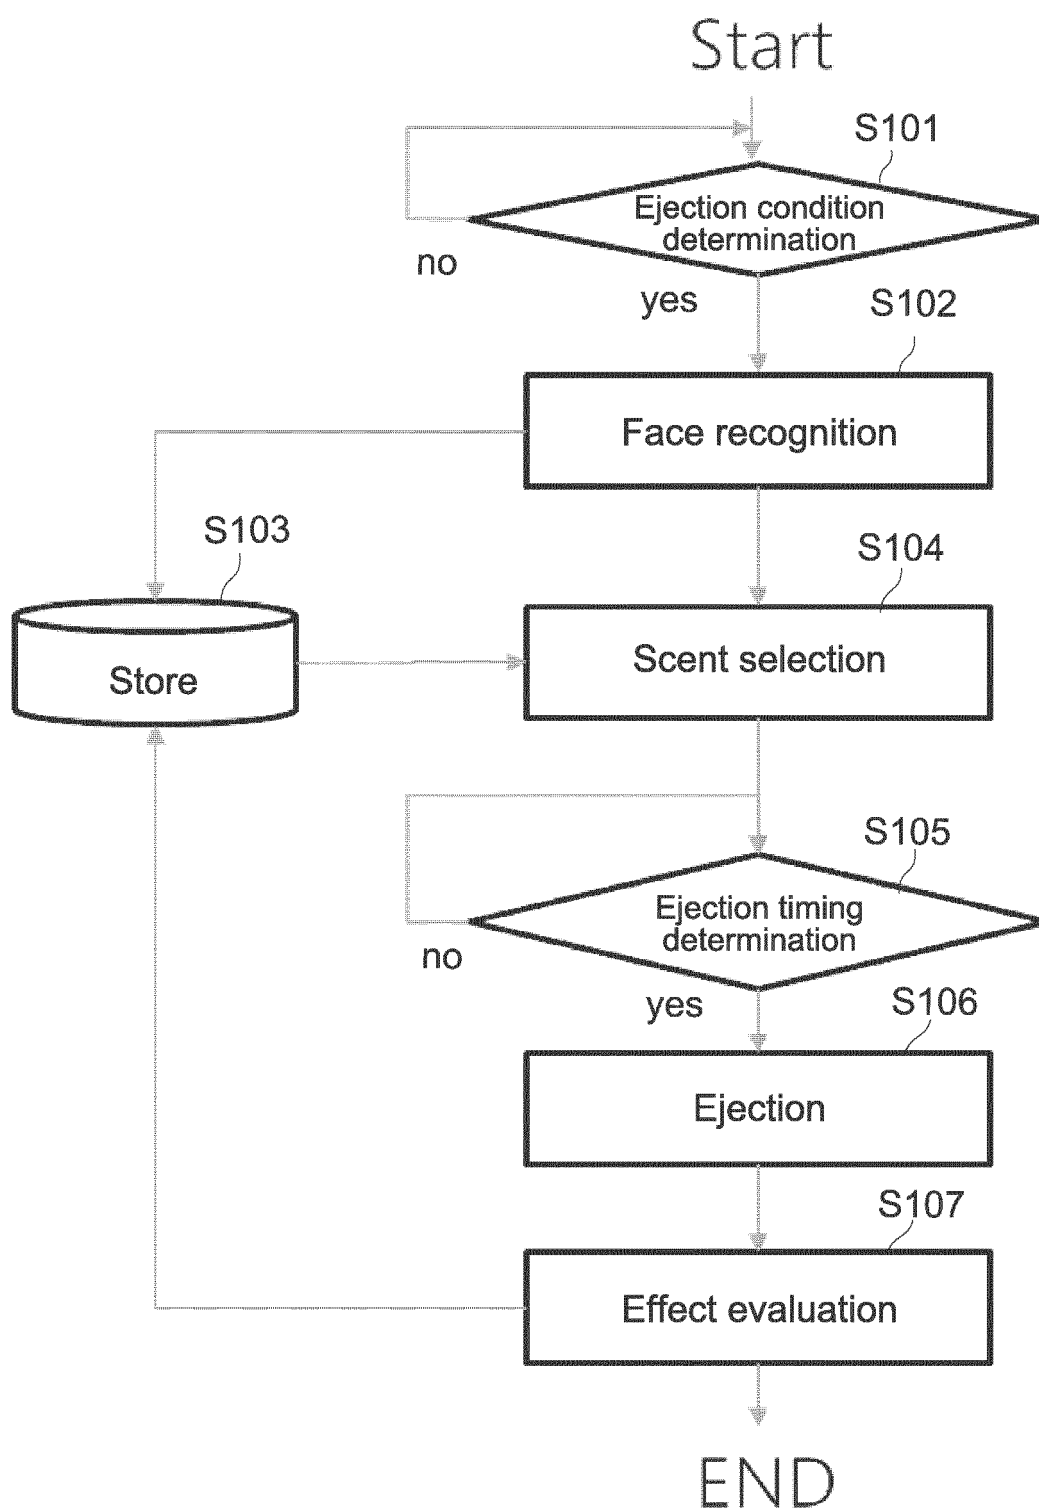 Start
S101
Ejection condition
determination
no
yes
S102
Face recognition
S103
S104
Store
Scent selection
S105
Ejection timing
determination
no
yes
S106
Ejection
S107
Effect evaluation
END